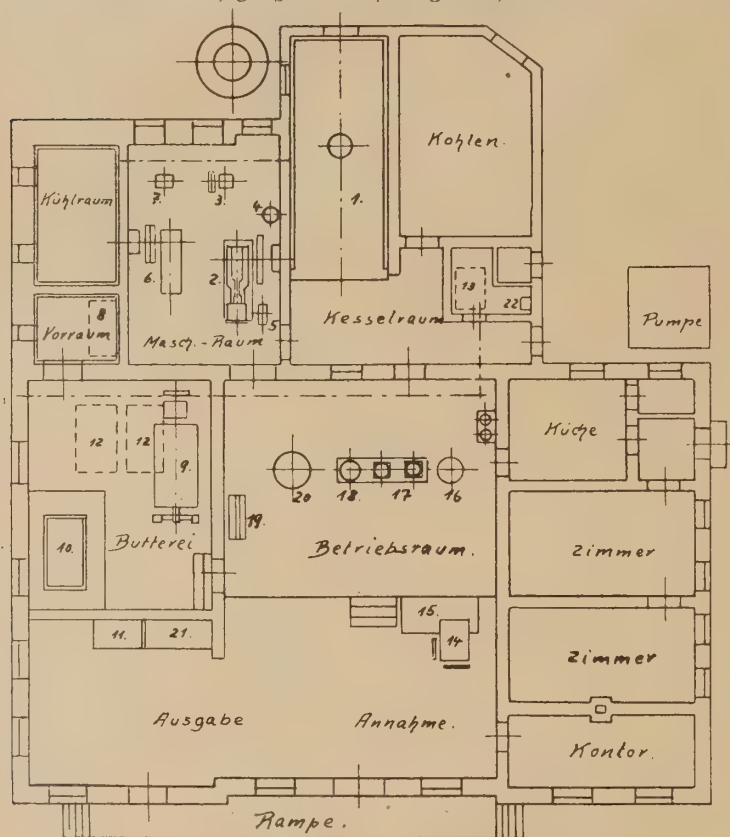 Kohlen.
Kühlraum
7.
3.
4
1.
6.
2.
13
8
5
22
Pumpe
Vorraum
Masch.-Raum
Kesselraum
12
12
9.
Küche
20
18.
17.
16
19.
10.
Butterei
Betriebsraum.
Zimmer
15.
11.
21.
14
Zimmer
Ausgabe
Annahme.
Kontor.
Rampe.